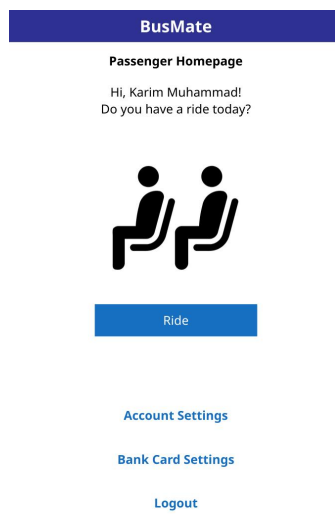 BusMate
Passenger Homepage
Hi, Karim Muhammad!
Do you have a ride today?
Ride
Account Settings
Bank Card Settings
Logout